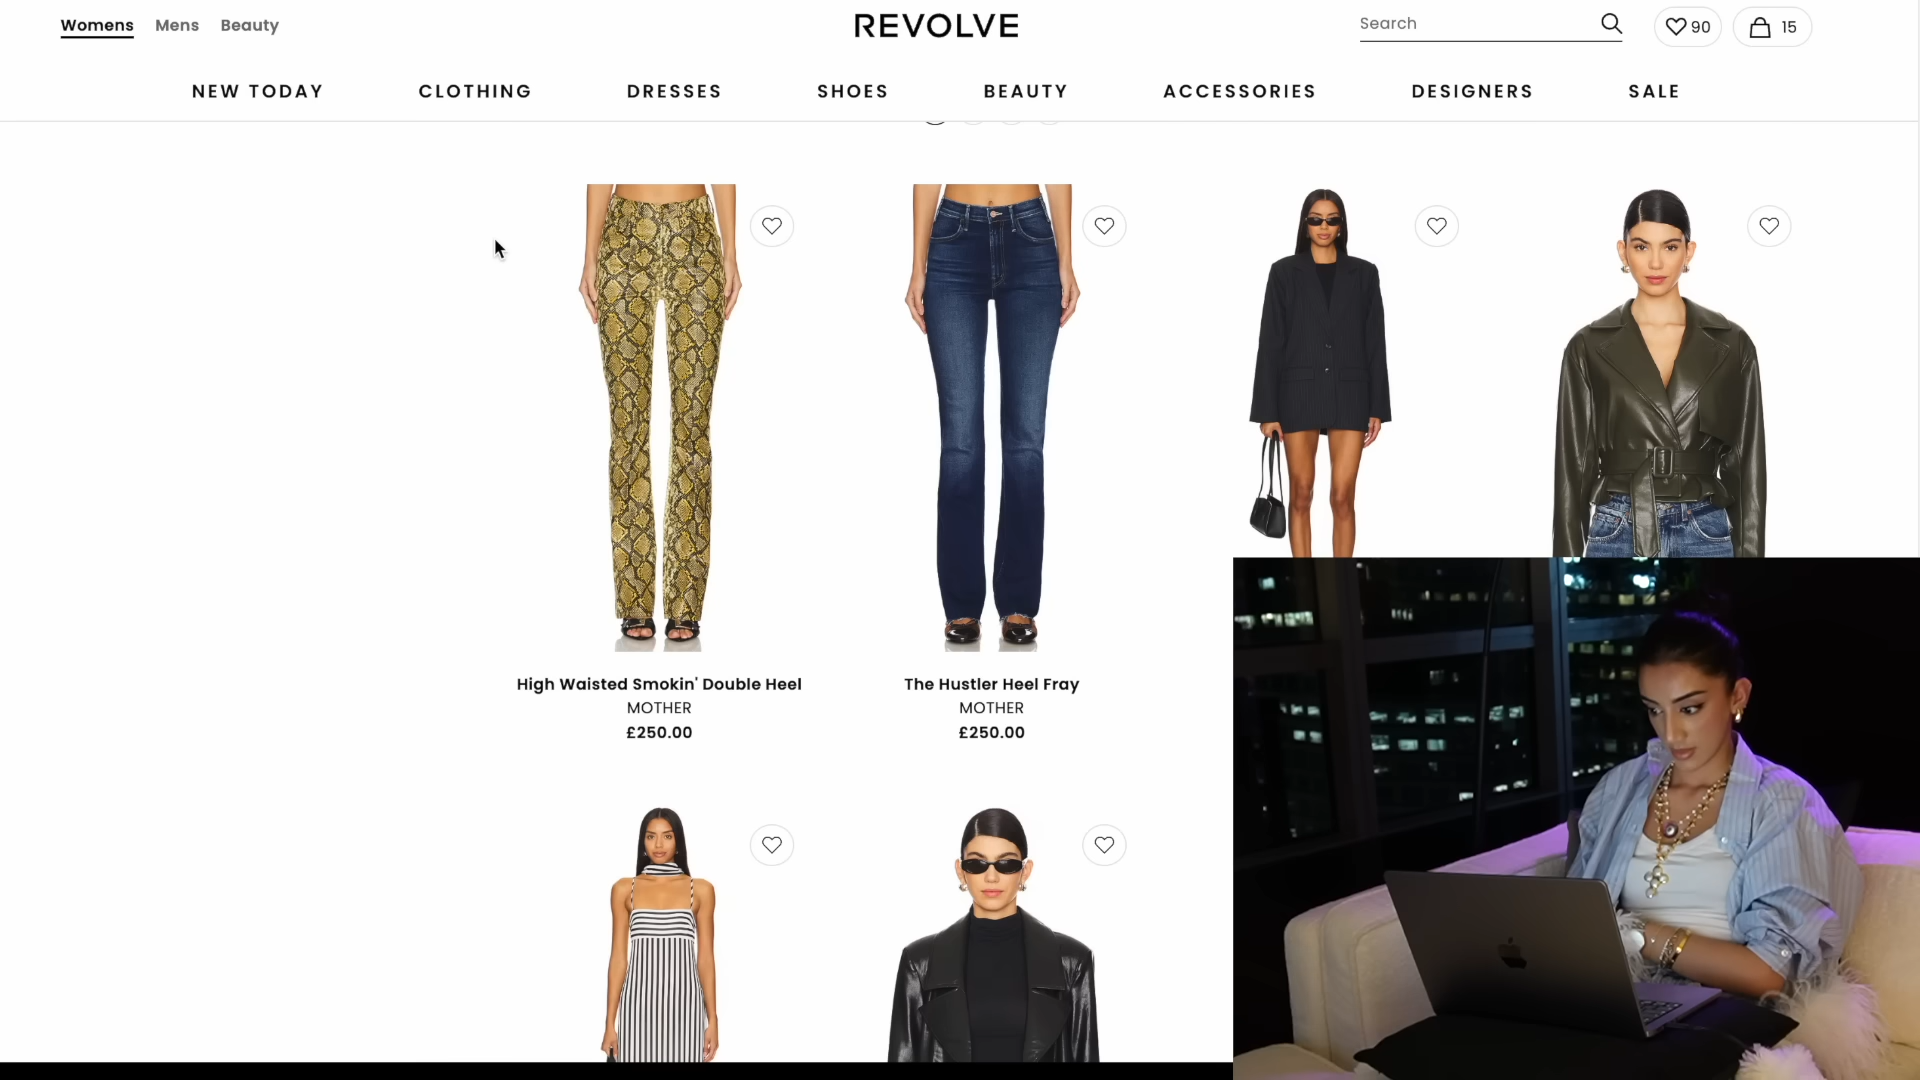 Womens Mens Beauty
REVOLVE
Search
90
15
NEW TODAY CLOTHING DRESSES SHOES BEAUTY ACCESSORIES DESIGNERS SALE
High Waisted Smokin' Double Heel
MOTHER
£250.00
The Hustler Heel Fray
MOTHER
£250.00